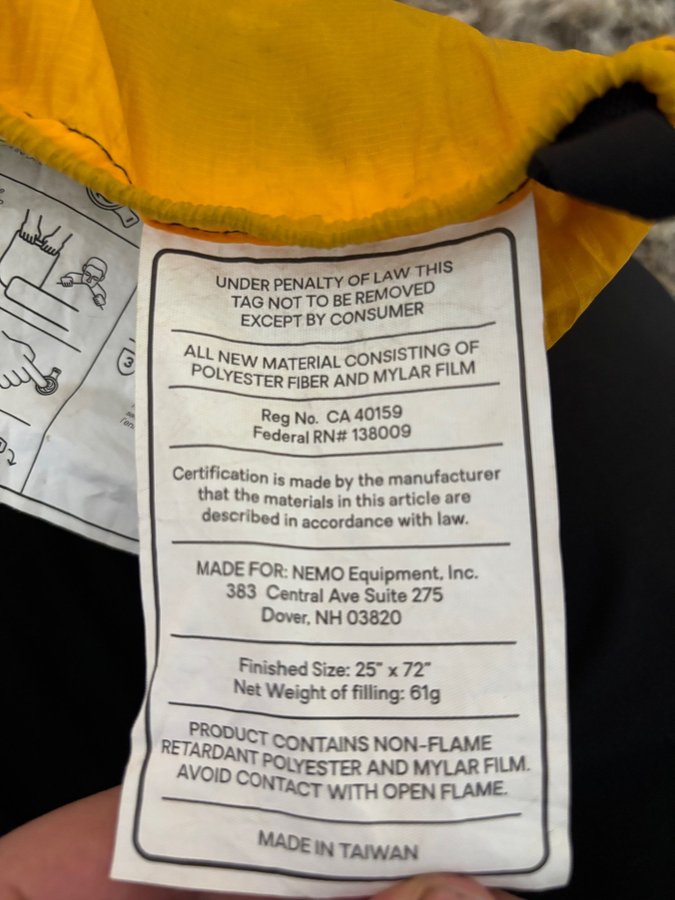 UNDER PENALTY OF LAW THIS
TAG NOT TO BE REMOVED
EXCEPT BY CONSUMER
ALL NEW MATERIAL CONSISTING OF
POLYESTER FIBER AND MYLAR FILM
Reg No. CA 40159
Federal RN# 138009
Certification is made by the manufacturer
that the materials in this article are
described in accordance with law.
MADE FOR: NEMO Equipment, Inc.
383 Central Ave Suite 275
Dover, NH 03820
Finished Size: 25" x 72"
Net Weight of filling: 61g
PRODUCT CONTAINS NON-FLAME
RETARDANT POLYESTER AND MYLAR FILM.
AVOID CONTACT WITH OPEN FLAME.
MADE IN TAIWAN
3